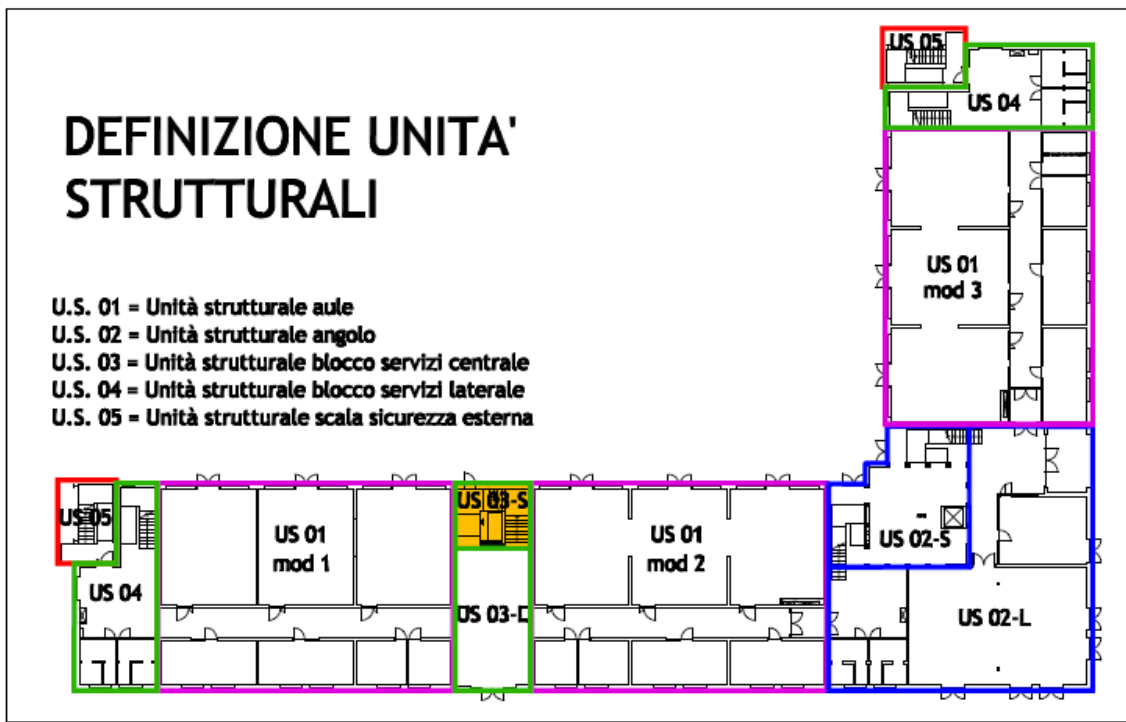 DEFINIZIONE UNITA'
STRUTTURALI
U.S. 01 = Unità strutturale aule
U.S. 02 = Unità strutturale angolo
U.S. 03 = Unità strutturale blocco servizi centrale
U.S. 04 = Unità strutturale blocco servizi laterale
U.S. 05 = Unità strutturale scala sicurezza esterna
US 05
US 04
US 01
mod 3
US 05
US 04
US 01
mod 1
US 03-S
US 03-L
US 01
mod 2
US 02-S
US 02-L